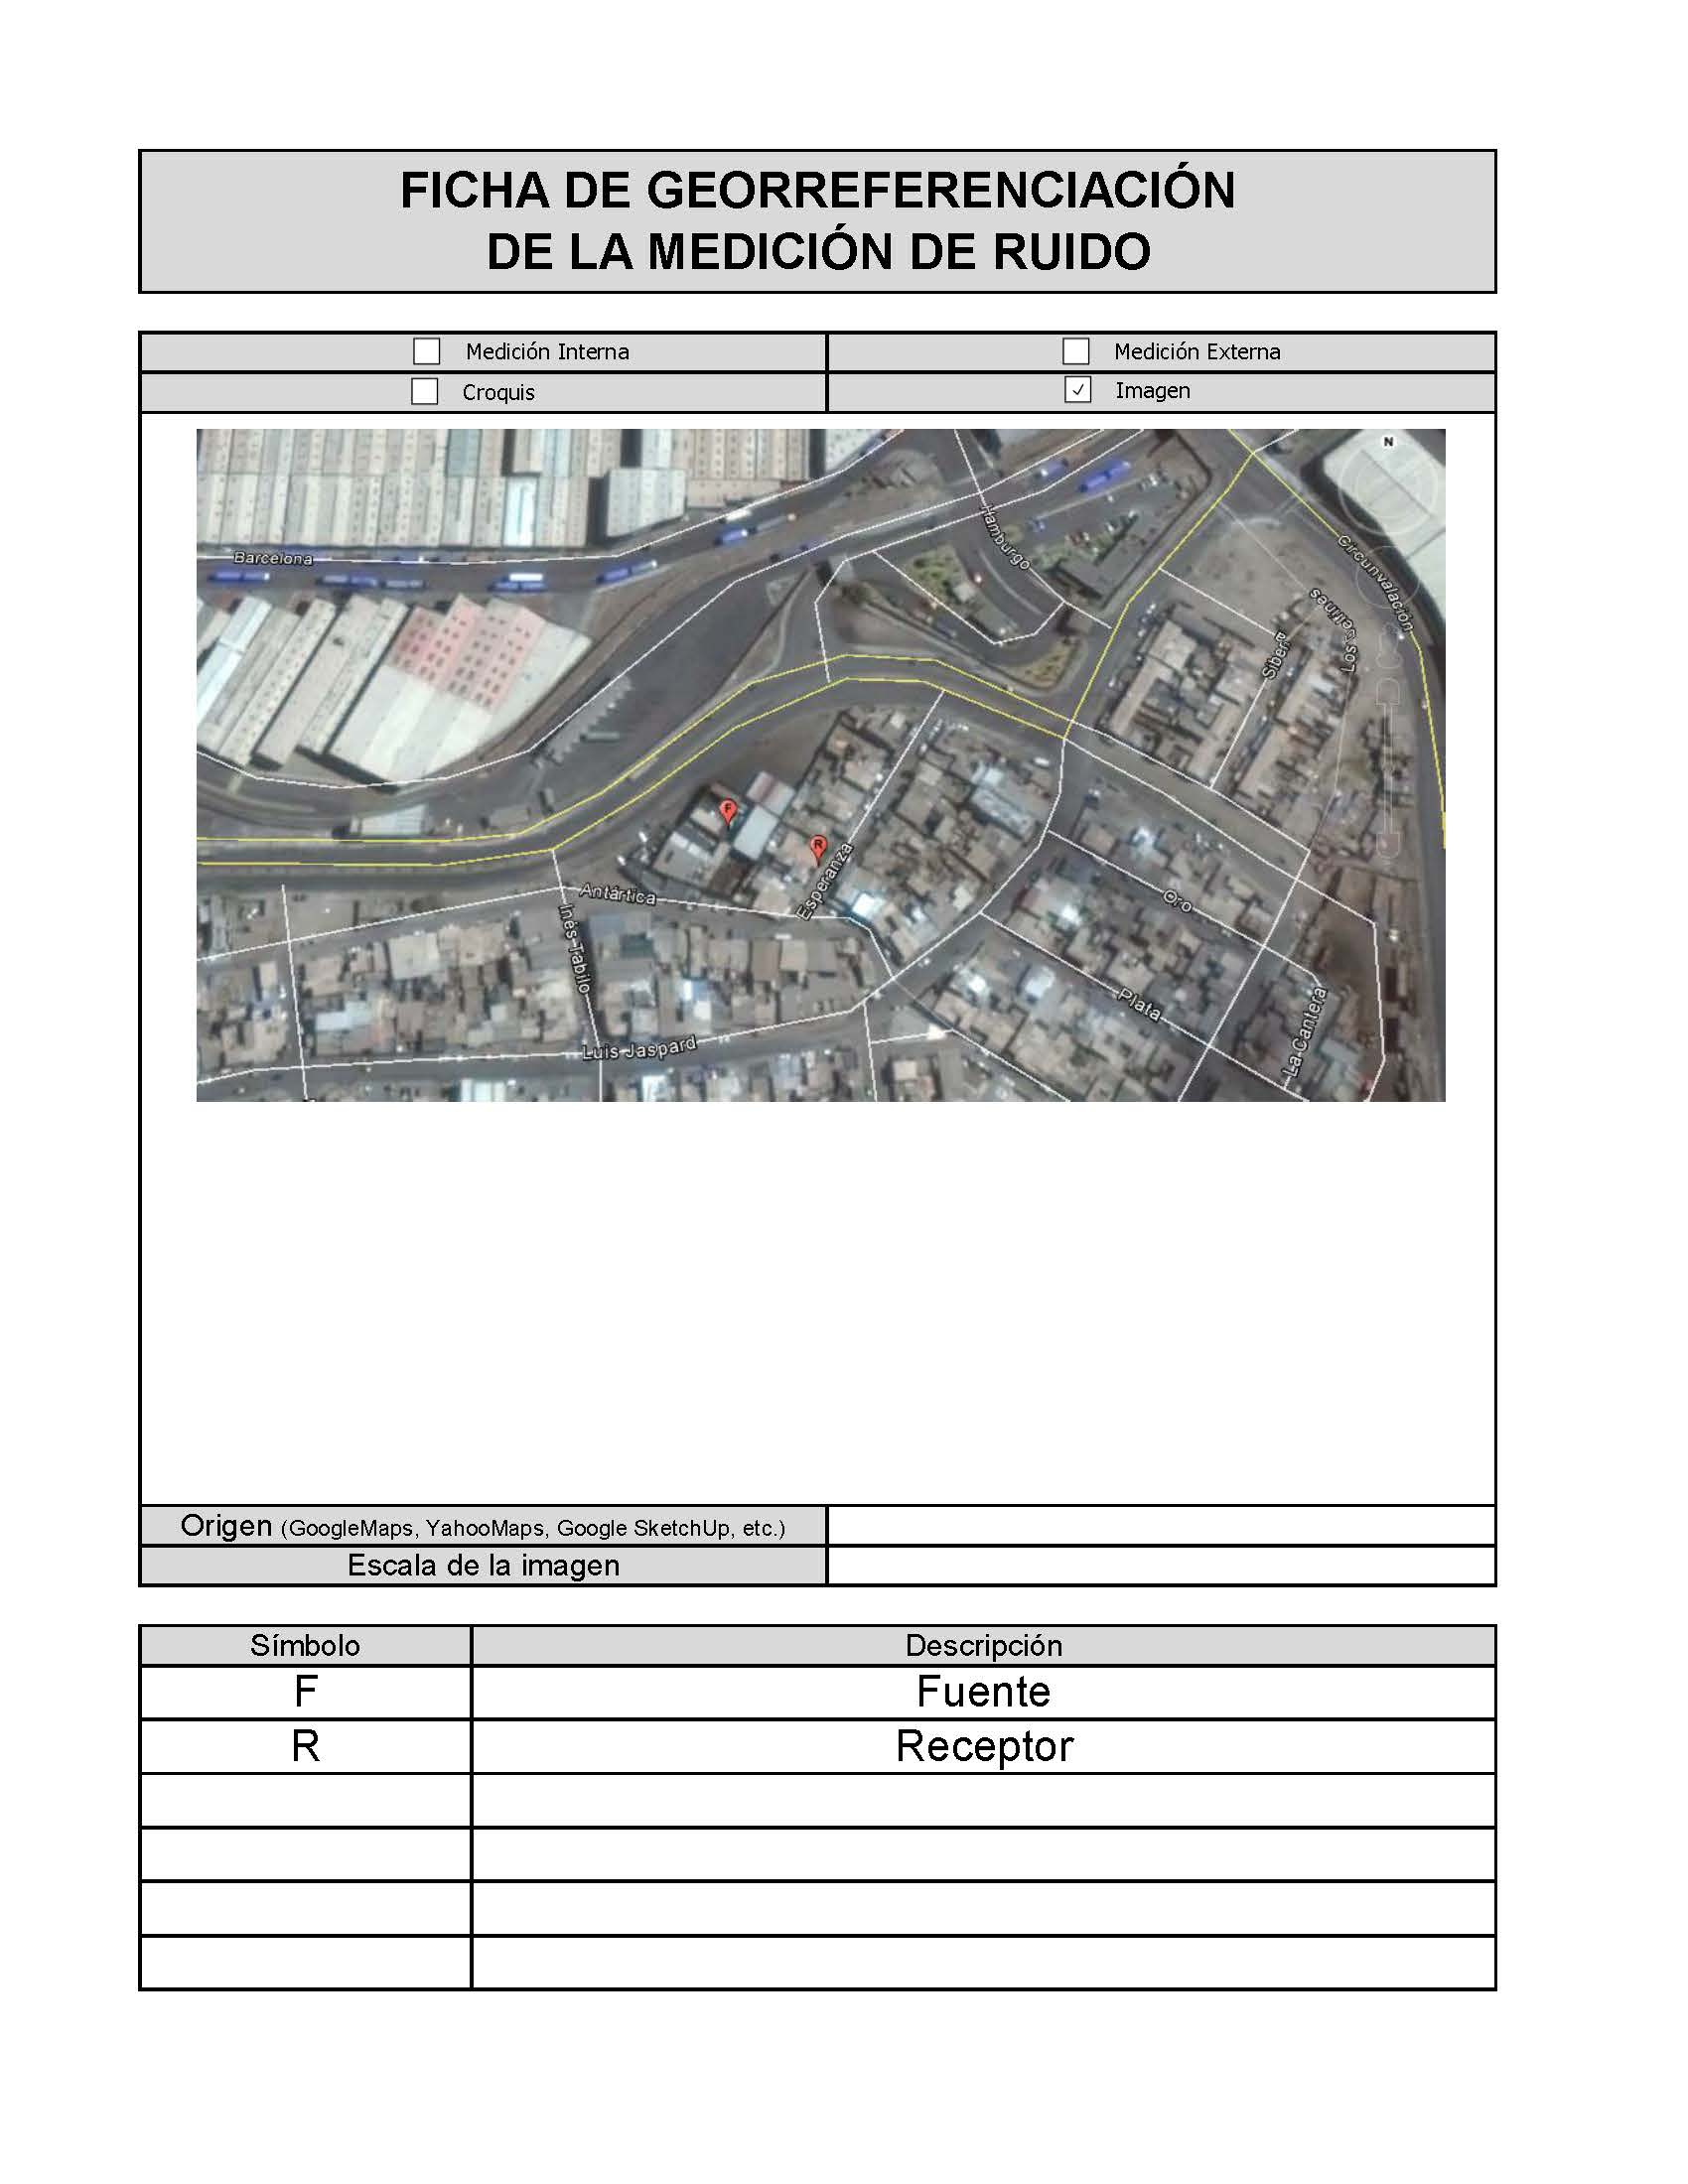 FICHA DE GEORREFERENCIACIÓN
DE LA MEDICIÓN DE RUIDO
Medición Interna
Medición Externa
Croquis
✓ Imagen
N
Barcelona
Hamburgo
Circunvalación
Siberia
Los
F
R
Esperanza
Antártica
Inés Tabilo
Oro
Plata
La Cantera
Luis Jaspard
Origen (GoogleMaps, YahooMaps, Google SketchUp, etc.)
Escala de la imagen
Símbolo Descripción
F Fuente
R Receptor